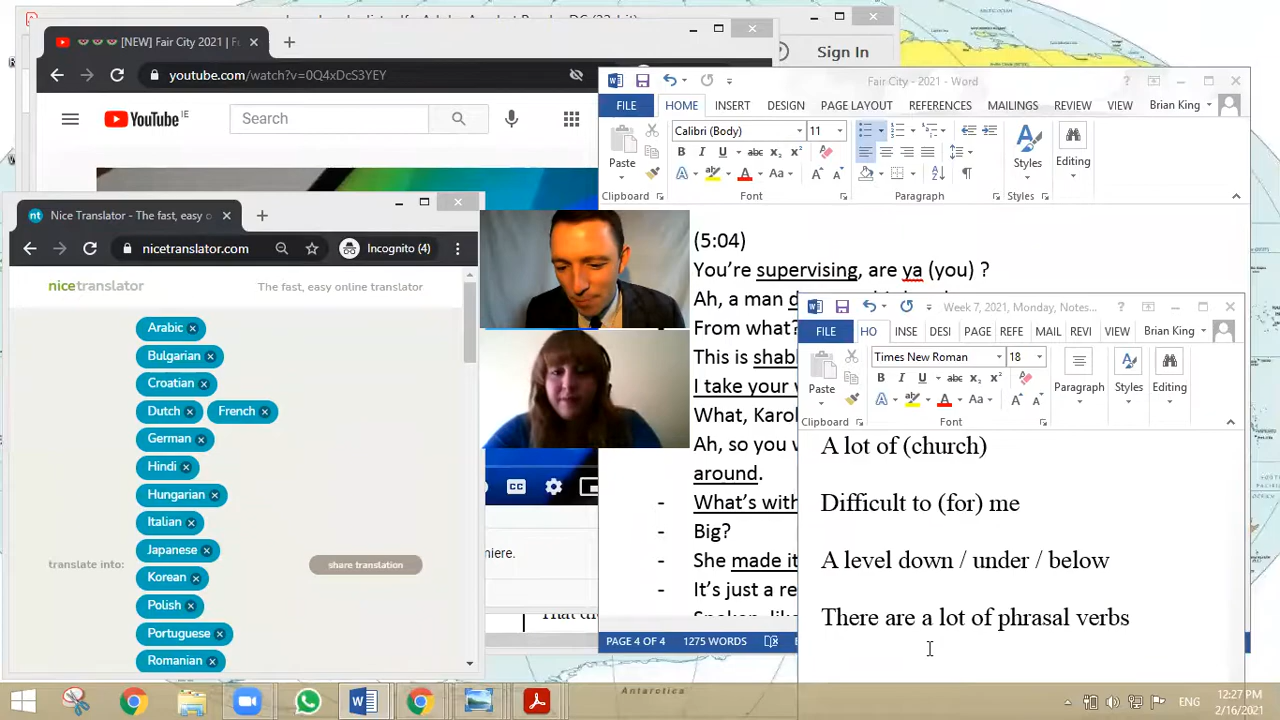 [NEW] Fair City 2021 | F
Sign In
youtube.com/watch?v=0Q4xDcS3YEY
YouTube IE
Search
Fair City - 2021 - Word
FILE HOME INSERT DESIGN PAGE LAYOUT REFERENCES MAILINGS REVIEW VIEW Brian King
Calibri (Body) 11
Paste Styles Editing
Clipboard Font Paragraph Styles
Nice Translator - The fast, easy o
nicetranslator.com Incognito (4)
nicetranslator The fast, easy online translator
Arabic
Bulgarian
Croatian
Dutch French
German
Hindi
Hungarian
Italian
Japanese
translate into: share translation
Korean
Polish
Portuguese
Romanian
(5:04)
You're supervising, are ya (you) ?
Ah, a man
From what?
This is shab
I take your
What, Karol
Ah, so you
around.
- What's with
- Big?
- She made it
- It's just a re
miere.
PAGE 4 OF 4 1275 WORDS
Week 7, 2021, Monday, Notes...
FILE HO INSE DESI PAGE REFE MAIL REVI VIEW Brian King
Times New Roman 18
Paste Paragraph Styles Editing
Clipboard Font
A lot of (church)
Difficult to (for) me
A level down / under / below
There are a lot of phrasal verbs
Antarctica
ENG
12:27 PM
2/16/2021